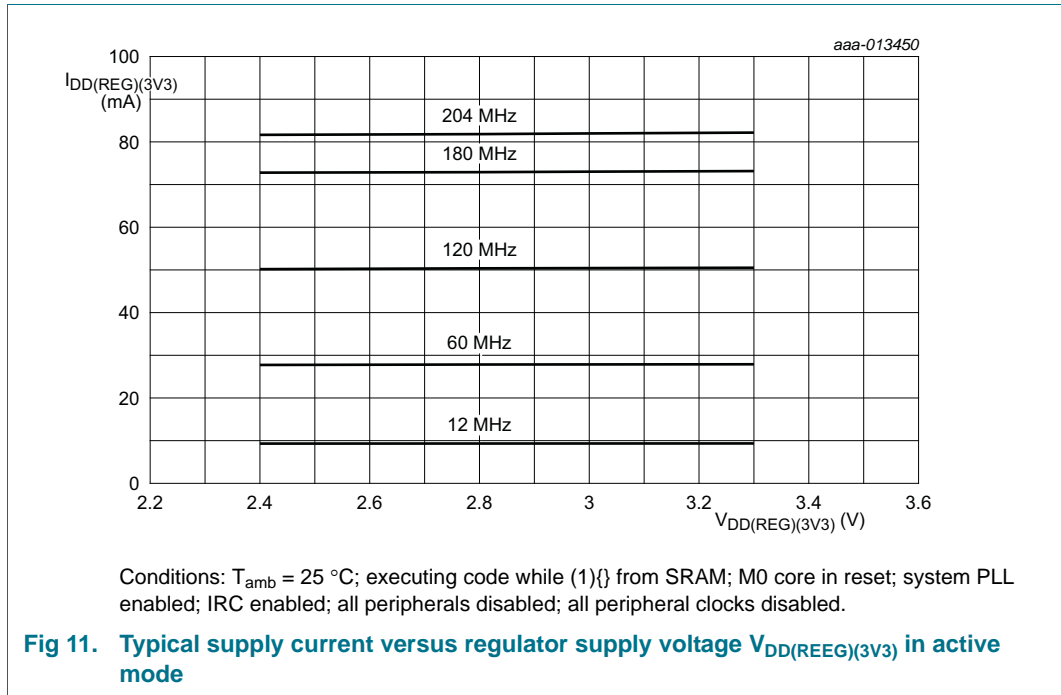 aaa-013450
100
I_DD(REG)(3V3)
(mA)
204 MHz
80
180 MHz
60
120 MHz
40
60 MHz
20
12 MHz
0
2.2 2.4 2.6 2.8 3 3.2 3.4 3.6
V_DD(REG)(3V3) (V)
Conditions: T_amb = 25 °C; executing code while (1){} from SRAM; M0 core in reset; system PLL
enabled; IRC enabled; all peripherals disabled; all peripheral clocks disabled.
Fig 11. Typical supply current versus regulator supply voltage V_DD(REEG)(3V3) in active
mode